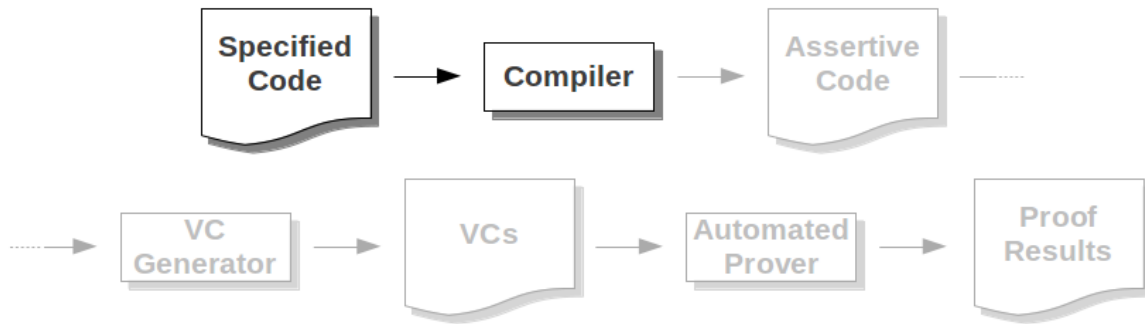 Specified
Code
Compiler
Assertive
Code
VC
Generator
VCs
Automated
Prover
Proof
Results